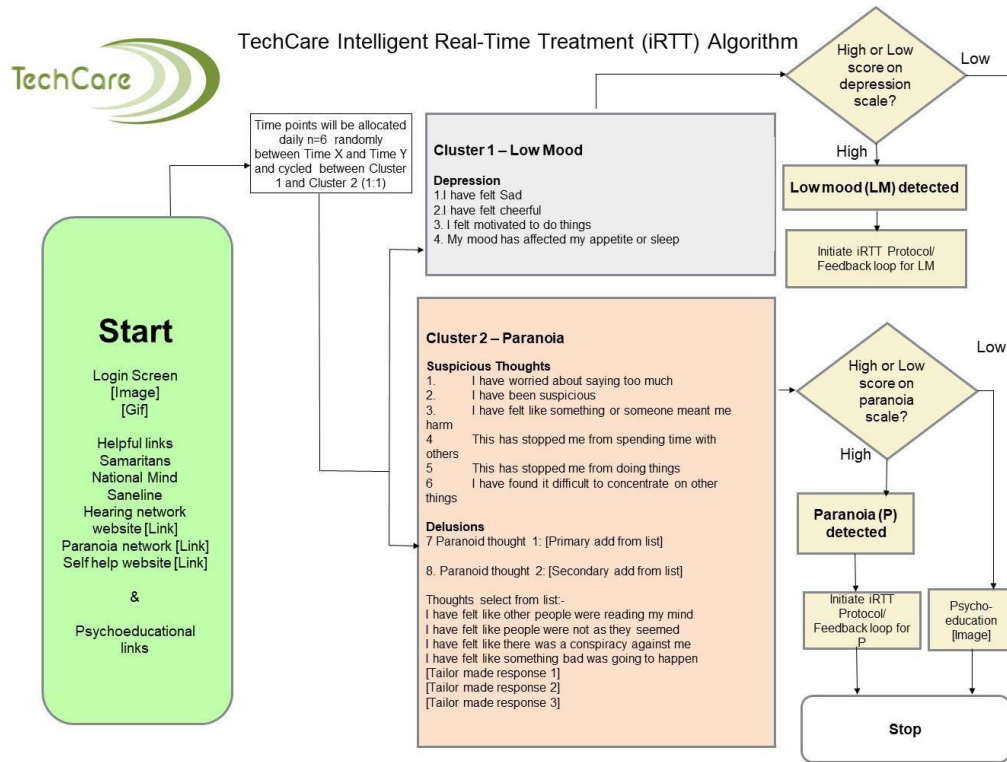 TechCare
TechCare Intelligent Real-Time Treatment (iRTT) Algorithm
Time points will be allocated
daily n=6 randomly
between Time X and Time Y
and cycled between Cluster
1 and Cluster 2 (1:1)
Start
Login Screen
[Image]
[Gif]
Helpful links
Samaritans
National Mind
Saneline
Hearing network
website [Link]
Paranoia network [Link]
Self help website [Link]
&
Psychoeducational
links
Cluster 1 – Low Mood
Depression
1.I have felt Sad
2.I have felt cheerful
3. I felt motivated to do things
4. My mood has affected my appetite or sleep
High or Low
score on
depression
scale?
Low
High
Low mood (LM) detected
Initiate iRTT Protocol/
Feedback loop for LM
Cluster 2 – Paranoia
Suspicious Thoughts
1. I have worried about saying too much
2. I have been suspicious
3. I have felt like something or someone meant me
harm
4 This has stopped me from spending time with
others
5 This has stopped me from doing things
6 I have found it difficult to concentrate on other
things
Delusions
7 Paranoid thought 1: [Primary add from list]
8. Paranoid thought 2: [Secondary add from list]
Thoughts select from list:-
I have felt like other people were reading my mind
I have felt like people were not as they seemed
I have felt like there was a conspiracy against me
I have felt like something bad was going to happen
[Tailor made response 1]
[Tailor made response 2]
[Tailor made response 3]
High or Low
score on
paranoia
scale?
Low
High
Paranoia (P)
detected
Initiate iRTT
Protocol/
Feedback loop for
P
Psycho-
education
[Image]
Stop